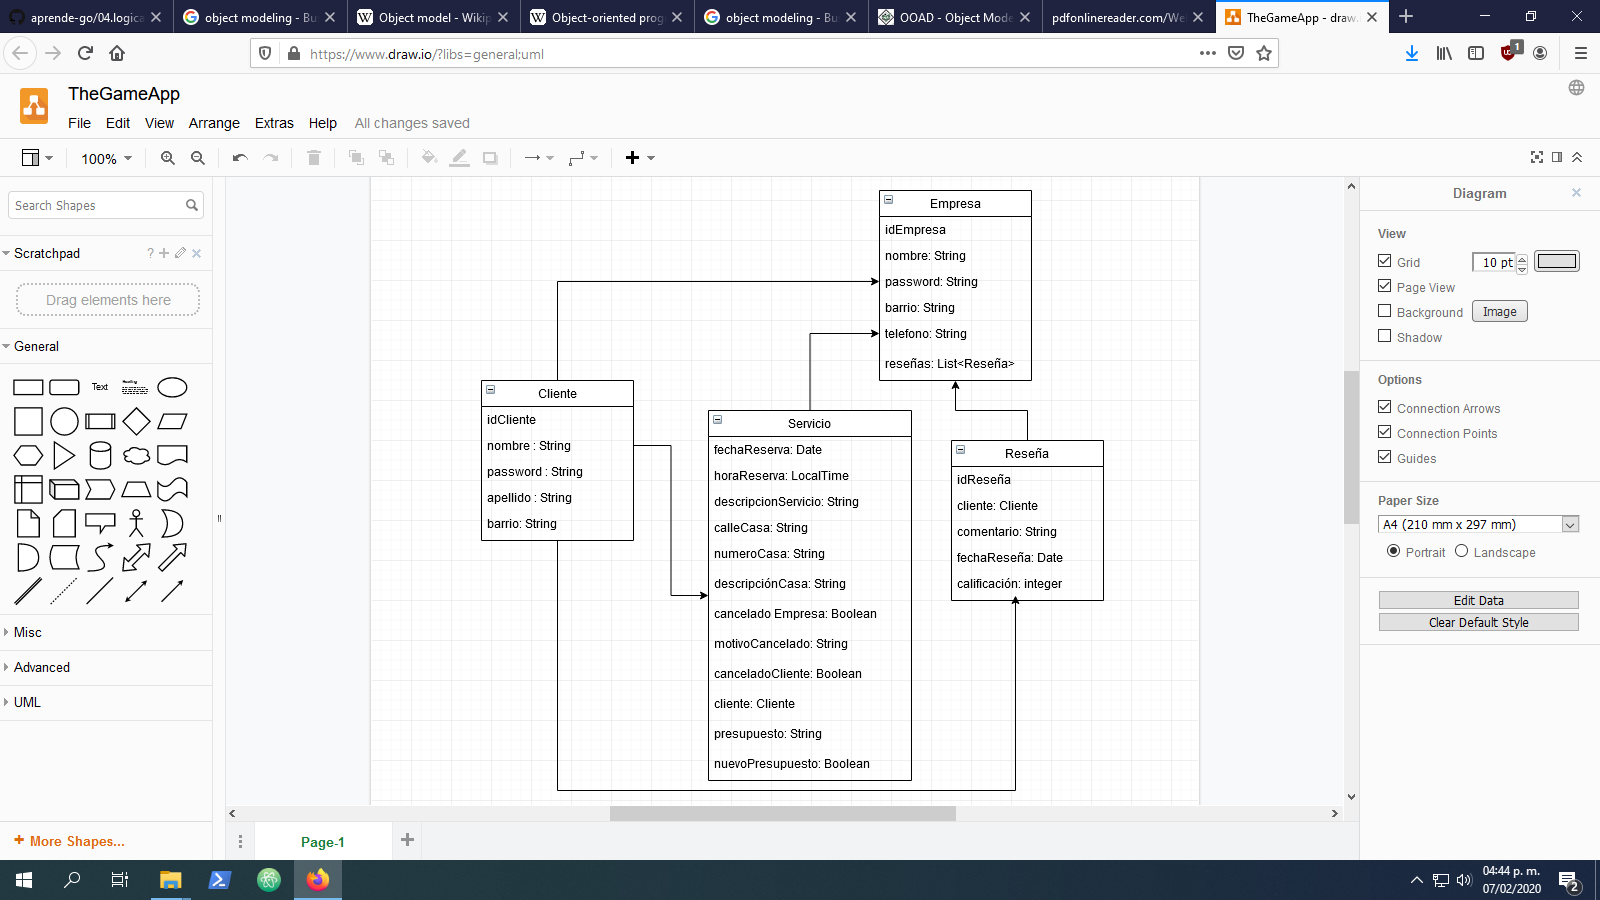 aprende-go/04.logica
object modeling - Bu
Object model - Wikip
Object-oriented prog
object modeling - Bu
OOAD - Object Mode
pdfonlinereader.com/We
TheGameApp - draw.i
https://www.draw.io/?libs=general;uml
1
TheGameApp
File Edit View Arrange Extras Help All changes saved
100%
Search Shapes
Scratchpad
?
Drag elements here
General
Text
Heading
Misc
Advanced
UML
+ More Shapes...
Empresa
idEmpresa
nombre: String
password: String
barrio: String
telefono: String
reseñas: List<Reseña>
Cliente
idCliente
nombre : String
password : String
apellido : String
barrio: String
Servicio
fechaReserva: Date
horaReserva: LocalTime
descripcionServicio: String
calleCasa: String
numeroCasa: String
descripciónCasa: String
cancelado Empresa: Boolean
motivoCancelado: String
canceladoCliente: Boolean
cliente: Cliente
presupuesto: String
nuevoPresupuesto: Boolean
Reseña
idReseña
cliente: Cliente
comentario: String
fechaReseña: Date
calificación: integer
Page-1
Diagram
View
Grid 10 pt
Page View
Background Image
Shadow
Options
Connection Arrows
Connection Points
Guides
Paper Size
A4 (210 mm x 297 mm)
Portrait Landscape
Edit Data
Clear Default Style
04:44 p. m.
07/02/2020
2